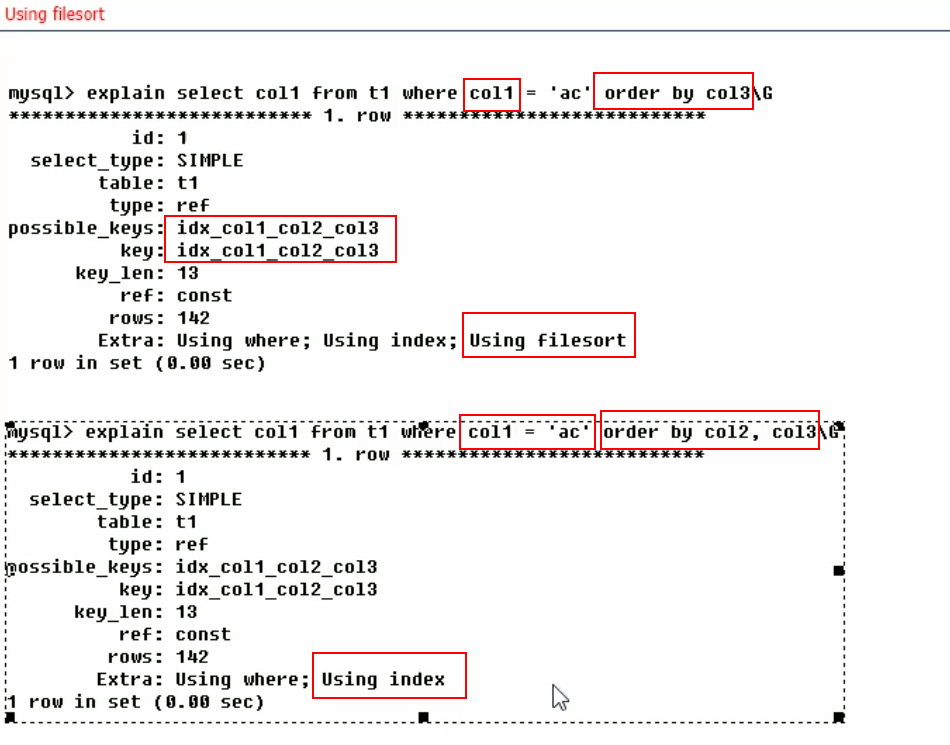 Using filesort
mysql> explain select col1 from t1 where col1 = 'ac' order by col3\G
*************************** 1. row ***************************
id: 1
select_type: SIMPLE
table: t1
type: ref
possible_keys: idx_col1_col2_col3
key: idx_col1_col2_col3
key_len: 13
ref: const
rows: 142
Extra: Using where; Using index; Using filesort
1 row in set (0.00 sec)
mysql> explain select col1 from t1 where col1 = 'ac' order by col2, col3\G
*************************** 1. row ***************************
id: 1
select_type: SIMPLE
table: t1
type: ref
possible_keys: idx_col1_col2_col3
key: idx_col1_col2_col3
key_len: 13
ref: const
rows: 142
Extra: Using where; Using index
1 row in set (0.00 sec)